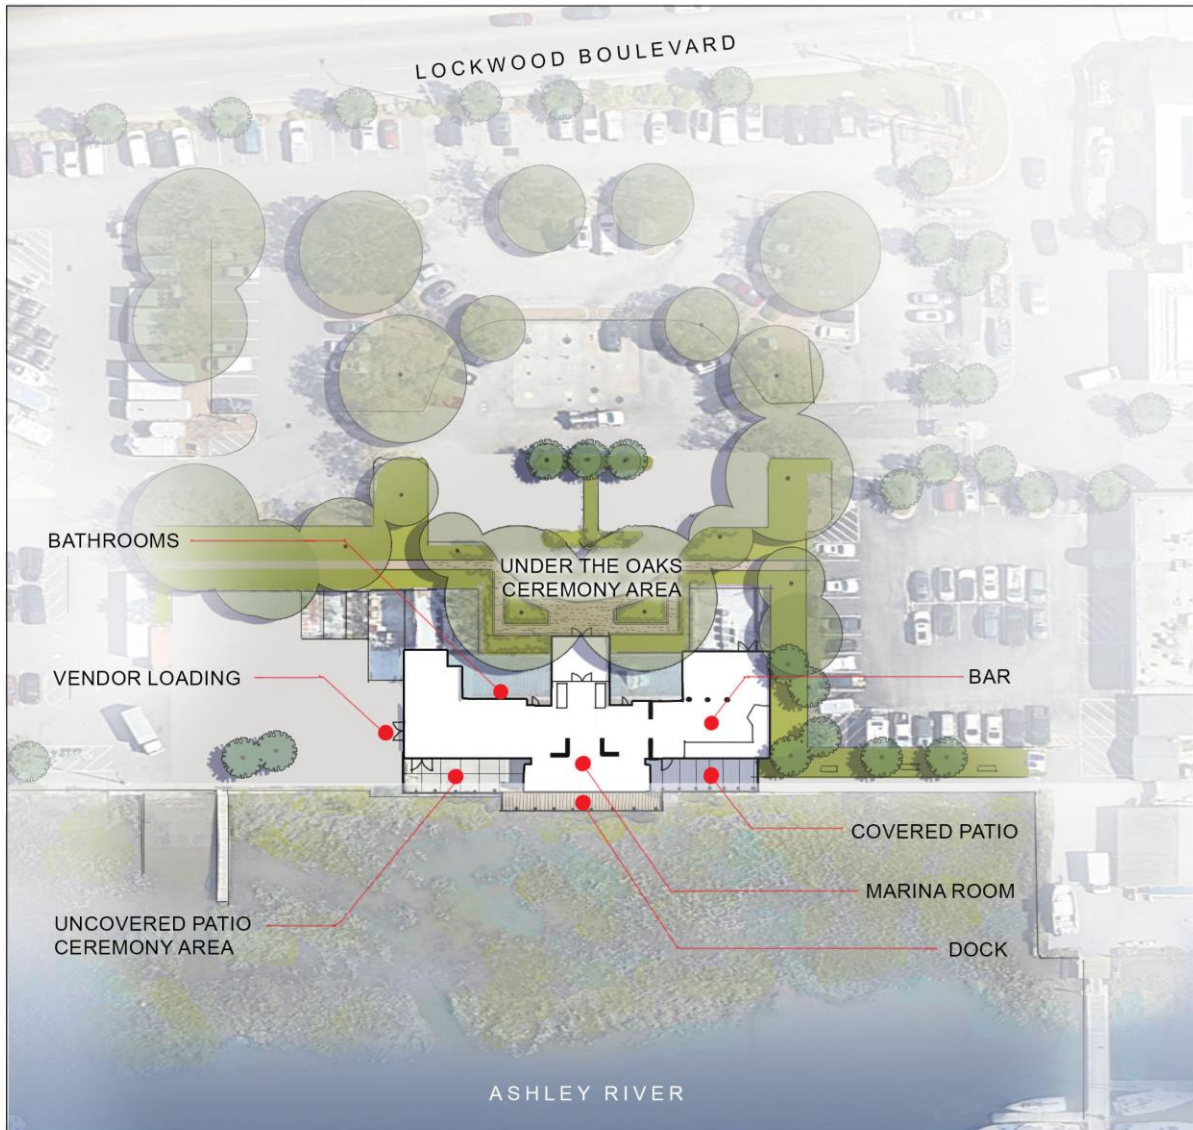 LOCKWOOD BOULEVARD
BATHROOMS
UNDER THE OAKS
CEREMONY AREA
VENDOR LOADING
BAR
COVERED PATIO
MARINA ROOM
UNCOVERED PATIO
CEREMONY AREA
DOCK
ASHLEY RIVER